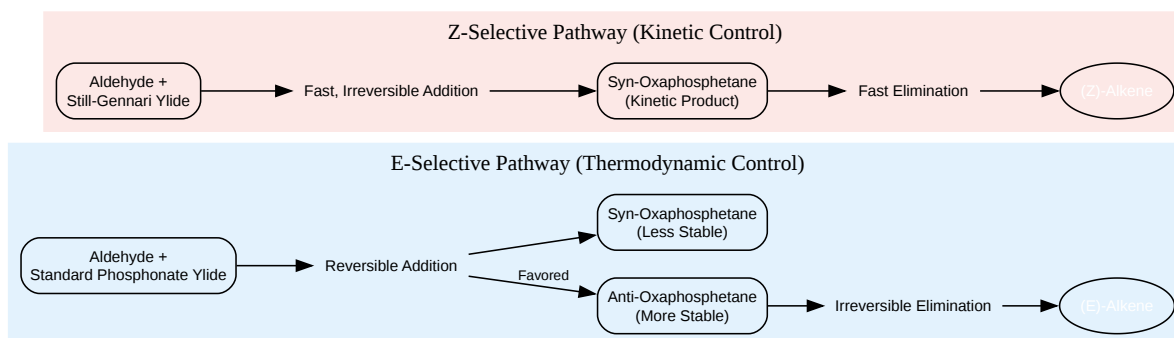 Z-Selective Pathway (Kinetic Control)
Aldehyde +
Still-Gennari Ylide
Fast, Irreversible Addition
Syn-Oxaphosphetane
(Kinetic Product)
Fast Elimination
(Z)-Alkene
E-Selective Pathway (Thermodynamic Control)
Aldehyde +
Standard Phosphonate Ylide
Reversible Addition
Syn-Oxaphosphetane
(Less Stable)
Favored
Anti-Oxaphosphetane
(More Stable)
Irreversible Elimination
(E)-Alkene